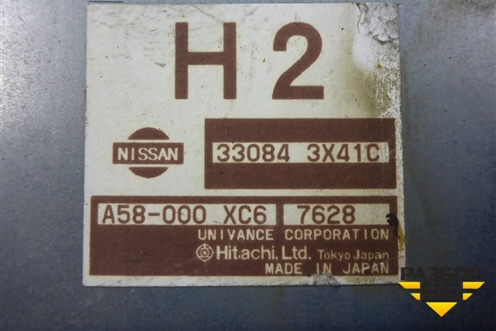 H2
NISSAN 33084 3X41C
A58-000 XC6 7628
UNIVANCE CORPORATION
Hitachi, Ltd. Tokyo Japan
MADE IN JAPAN